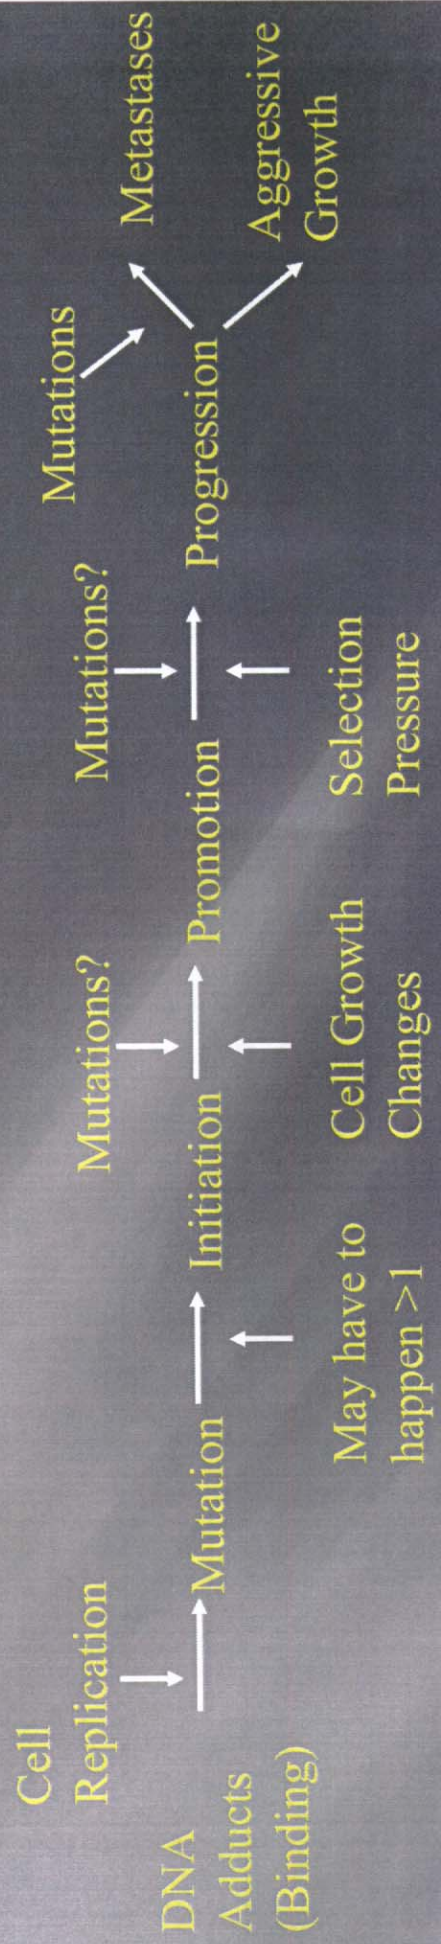 Cell
Replication
DNA
Adducts
(Binding)
Mutation
May have to
happen >1
Initiation
Mutations?
Cell Growth
Changes
Promotion
Mutations?
Selection
Pressure
Progression
Mutations
Metastases
Aggressive
Growth